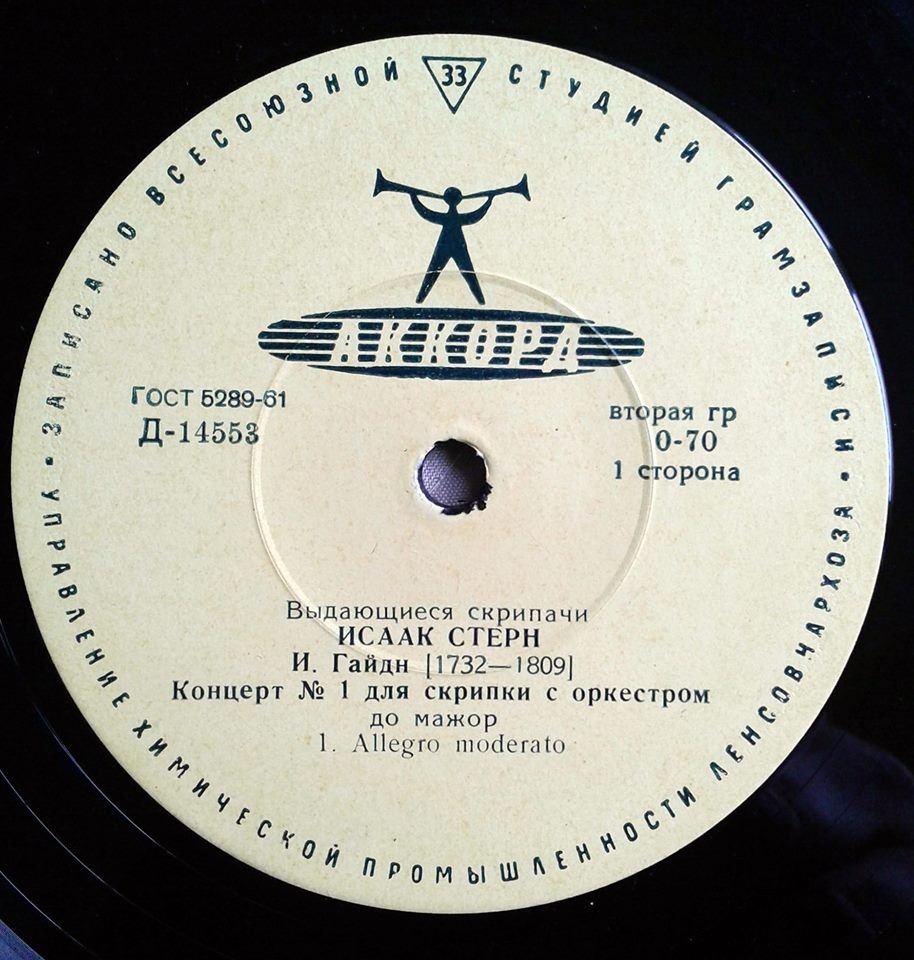 ЗАПИСАНО ВСЕСОЮЗНОЙ 33 СТУДИЕЙ ГРАМЗАПИСИ •
АККОРД
ГОСТ 5289-61
Д-14553
вторая гр
0-70
1 сторона
Выдающиеся скрипачи
ИСААК СТЕРН
И. Гайдн [1732—1809]
Концерт № 1 для скрипки с оркестром
до мажор
1. Allegro moderato
УПРАВЛЕНИЕ ХИМИЧЕСКОЙ ПРОМЫШЛЕННОСТИ ЛЕНСОВНАРХОЗА •